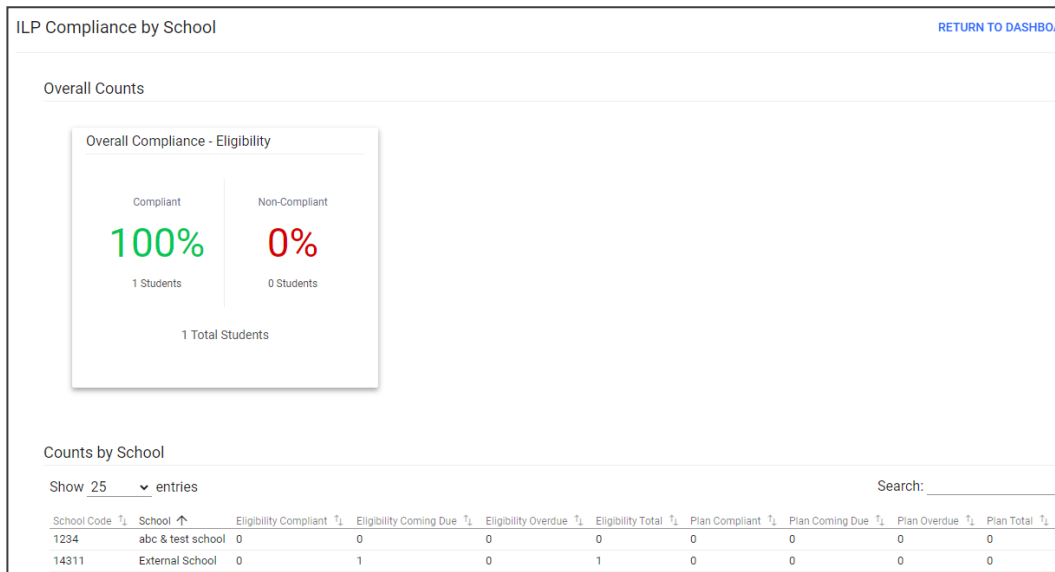 ILP Compliance by School RETURN TO DASHBOA
Overall Counts
Overall Compliance - Eligibility
Compliant Non-Compliant
100% 0%
1 Students 0 Students
1 Total Students
Counts by School
Show 25 entries Search:
School Code School Eligibility Compliant Eligibility Coming Due Eligibility Overdue Eligibility Total Plan Compliant Plan Coming Due Plan Overdue Plan Total
1234 abc & test school 0 0 0 0 0 0 0 0
14311 External School 0 1 0 1 0 0 0 0